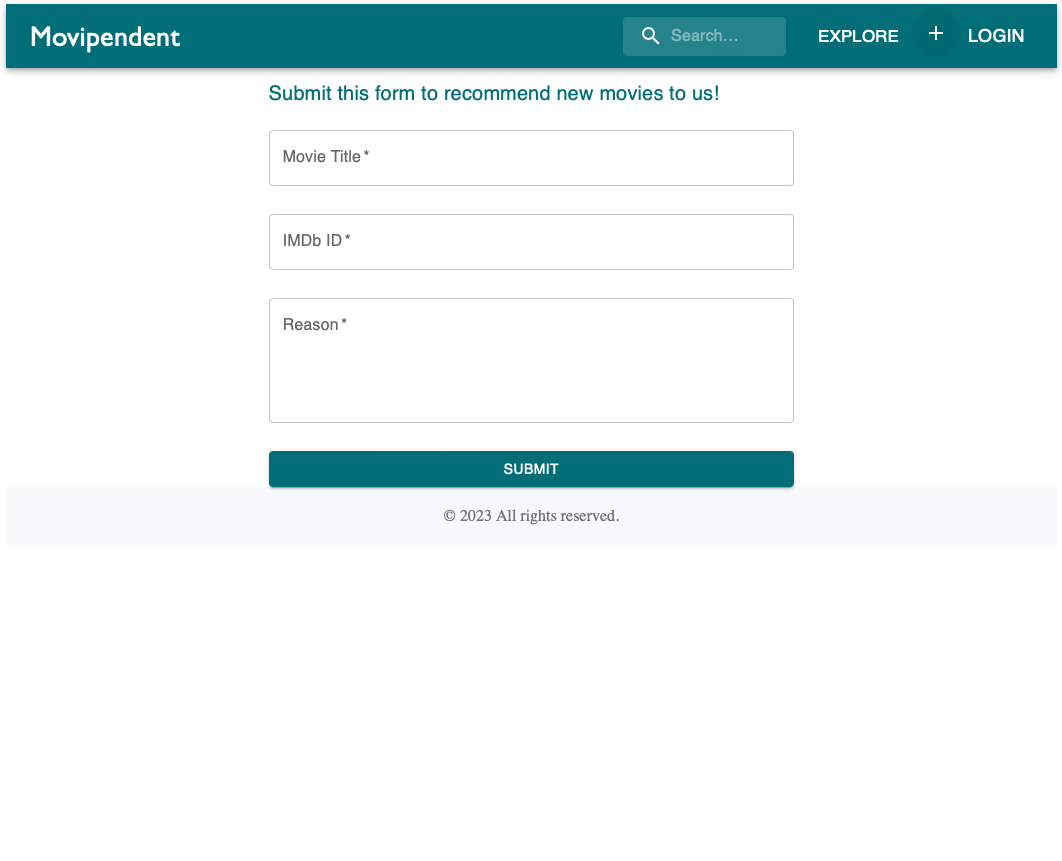 Movipendent
Search…
EXPLORE
+
LOGIN
Submit this form to recommend new movies to us!
Movie Title *
IMDb ID *
Reason *
SUBMIT
© 2023 All rights reserved.